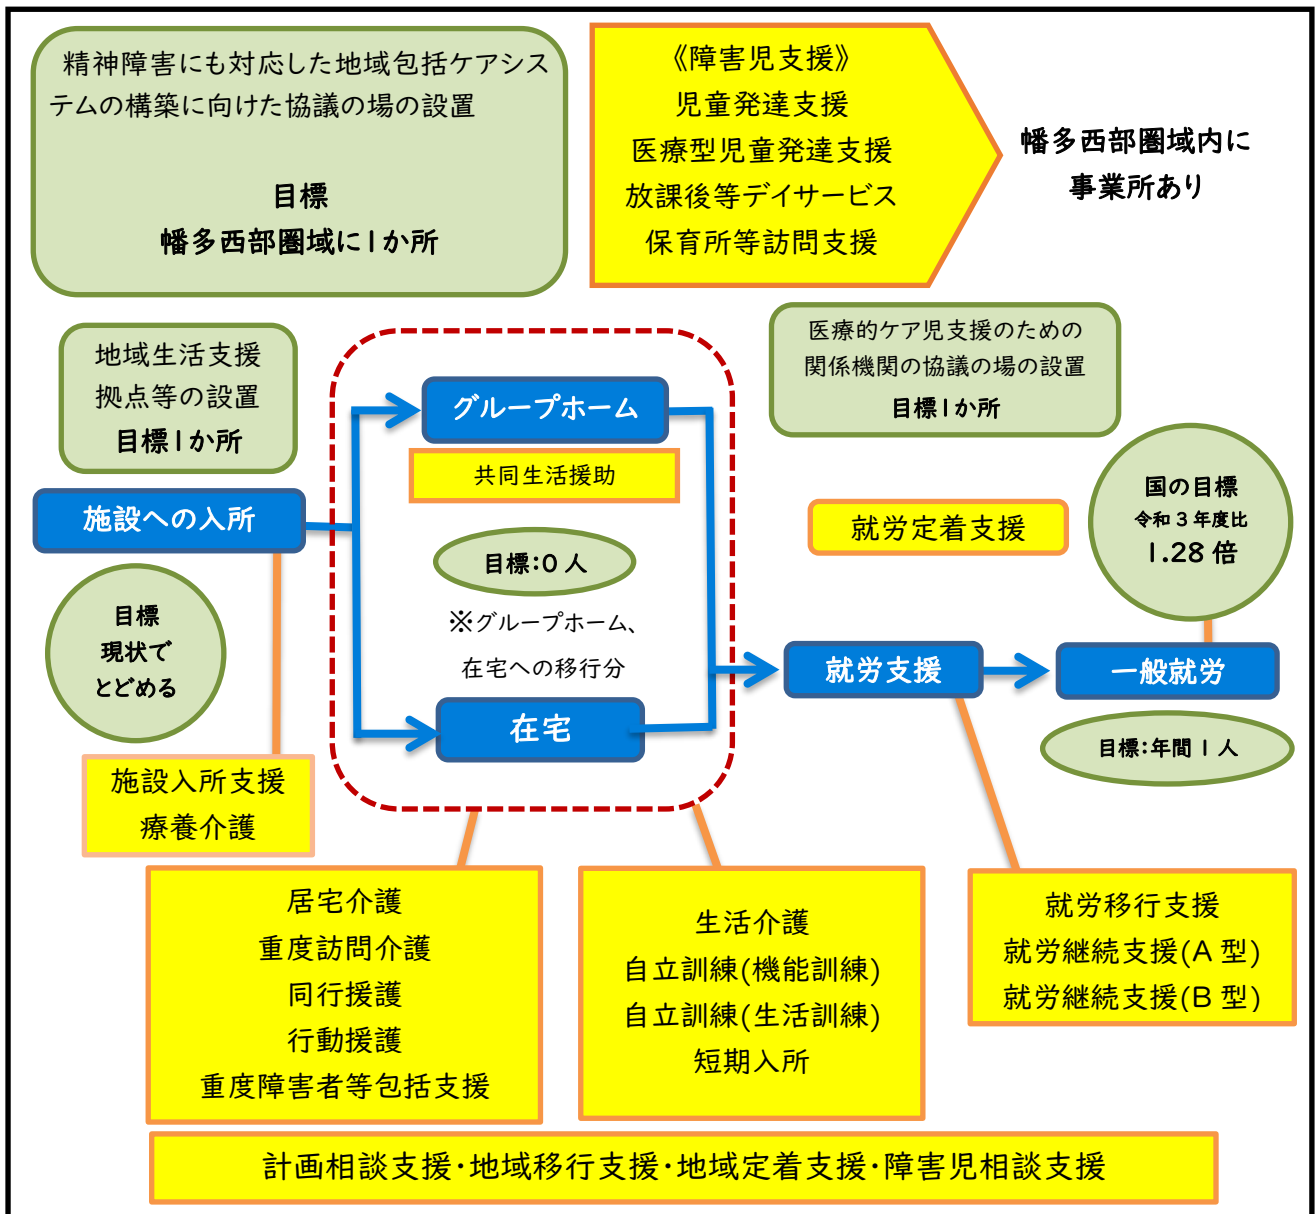 精神障害にも対応した地域包括ケアシス
テムの構築に向けた協議の場の設置
目標
幡多西部圏域に1か所
《障害児支援》
児童発達支援
医療型児童発達支援
放課後等デイサービス
保育所等訪問支援
幡多西部圏域内に
事業所あり
地域生活支援
拠点等の設置
目標1か所
医療的ケア児支援のための
関係機関の協議の場の設置
目標1か所
グループホーム
共同生活援助
施設への入所
目標:0人
※グループホーム、
在宅への移行分
在宅
目標
現状で
とどめる
施設入所支援
療養介護
就労定着支援
国の目標
令和3年度比
1.28倍
就労支援
一般就労
目標:年間1人
居宅介護
重度訪問介護
同行援護
行動援護
重度障害者等包括支援
生活介護
自立訓練(機能訓練)
自立訓練(生活訓練)
短期入所
就労移行支援
就労継続支援(A型)
就労継続支援(B型)
計画相談支援・地域移行支援・地域定着支援・障害児相談支援